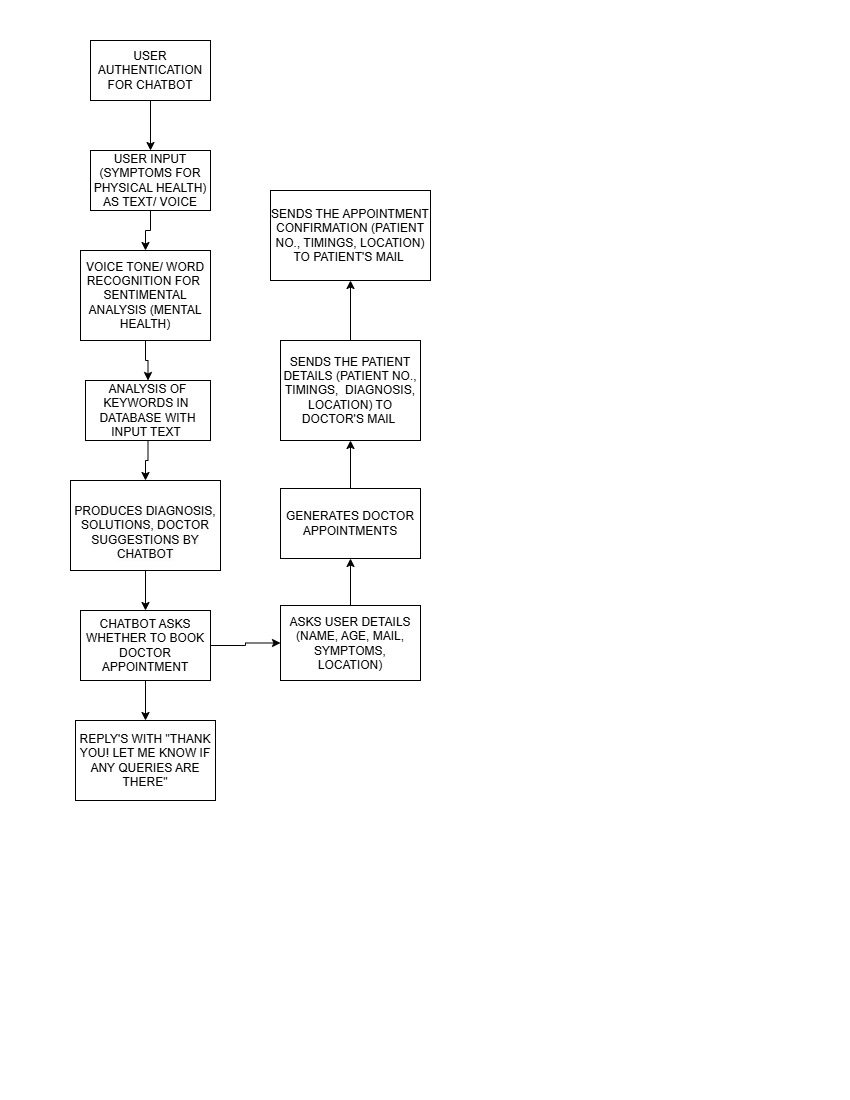 USER
AUTHENTICATION
FOR CHATBOT
USER INPUT
(SYMPTOMS FOR
PHYSICAL HEALTH)
AS TEXT/ VOICE
VOICE TONE/ WORD
RECOGNITION FOR
SENTIMENTAL
ANALYSIS (MENTAL
HEALTH)
ANALYSIS OF
KEYWORDS IN
DATABASE WITH
INPUT TEXT
PRODUCES DIAGNOSIS,
SOLUTIONS, DOCTOR
SUGGESTIONS BY
CHATBOT
CHATBOT ASKS
WHETHER TO BOOK
DOCTOR
APPOINTMENT
REPLY'S WITH "THANK
YOU! LET ME KNOW IF
ANY QUERIES ARE
THERE"
ASKS USER DETAILS
(NAME, AGE, MAIL,
SYMPTOMS,
LOCATION)
GENERATES DOCTOR
APPOINTMENTS
SENDS THE PATIENT
DETAILS (PATIENT NO.,
TIMINGS,  DIAGNOSIS,
LOCATION) TO
DOCTOR'S MAIL
SENDS THE APPOINTMENT
CONFIRMATION (PATIENT
NO., TIMINGS, LOCATION)
TO PATIENT'S MAIL